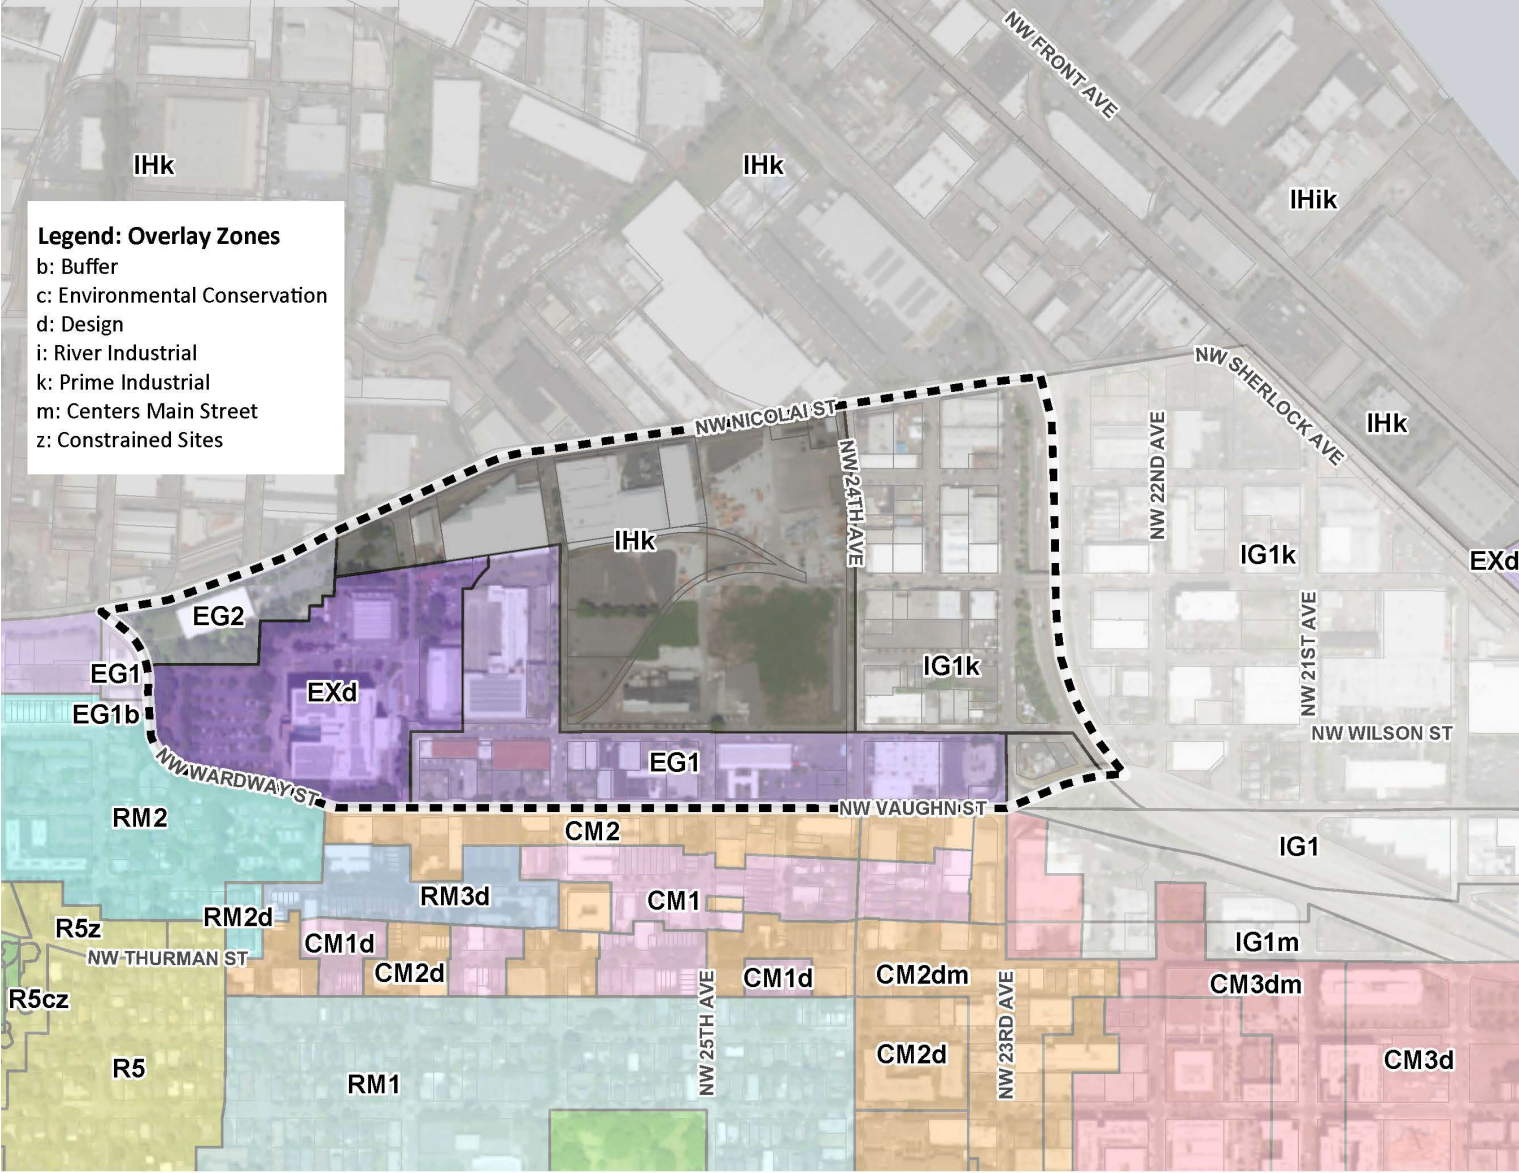 NW FRONT AVE
IHk
IHk
IHik
Legend: Overlay Zones
b: Buffer
c: Environmental Conservation
d: Design
i: River Industrial
k: Prime Industrial
m: Centers Main Street
z: Constrained Sites
NW SHERLOCK AVE
NW NICOLAI ST
IHk
NW 24TH AVE
NW 22ND AVE
IHk
IG1k
EXd
EG2
NW 21ST AVE
EG1
IG1k
EXd
EG1b
NW WILSON ST
EG1
NW WARDWAY ST
NW VAUGHN ST
RM2
CM2
IG1
RM3d
CM1
RM2d
R5z
CM1d
IG1m
NW THURMAN ST
CM2d
CM1d
CM2dm
CM3dm
R5cz
NW 25TH AVE
NW 23RD AVE
CM2d
CM3d
R5
RM1